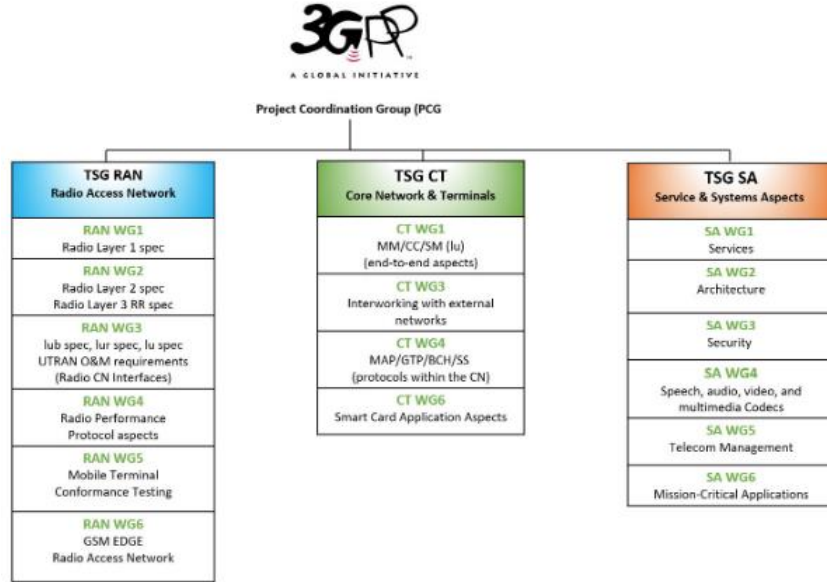 3GPP
TM
A GLOBAL INITIATIVE
Project Coordination Group (PCG
TSG RAN
Radio Access Network
RAN WG1
Radio Layer 1 spec
RAN WG2
Radio Layer 2 spec
Radio Layer 3 RR spec
RAN WG3
lub spec, lur spec, lu spec
UTRAN O&M requirements
(Radio CN Interfaces)
RAN WG4
Radio Performance
Protocol aspects
RAN WG5
Mobile Terminal
Conformance Testing
RAN WG6
GSM EDGE
Radio Access Network
TSG CT
Core Network & Terminals
CT WG1
MM/CC/SM (lu)
(end-to-end aspects)
CT WG3
Interworking with external
networks
CT WG4
MAP/GTP/BCH/SS
(protocols within the CN)
CT WG6
Smart Card Application Aspects
TSG SA
Service & Systems Aspects
SA WG1
Services
SA WG2
Architecture
SA WG3
Security
SA WG4
Speech, audio, video, and
multimedia Codecs
SA WG5
Telecom Management
SA WG6
Mission-Critical Applications